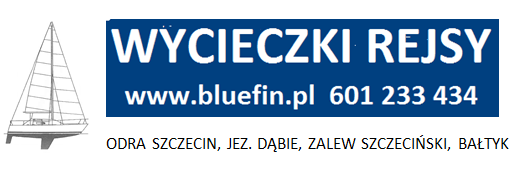 WYCIECZKI REJSY
www.bluefin.pl 601 233 434
ODRA SZCZECIN, JEZ. DĄBIE, ZALEW SZCZECIŃSKI, BAŁTYK